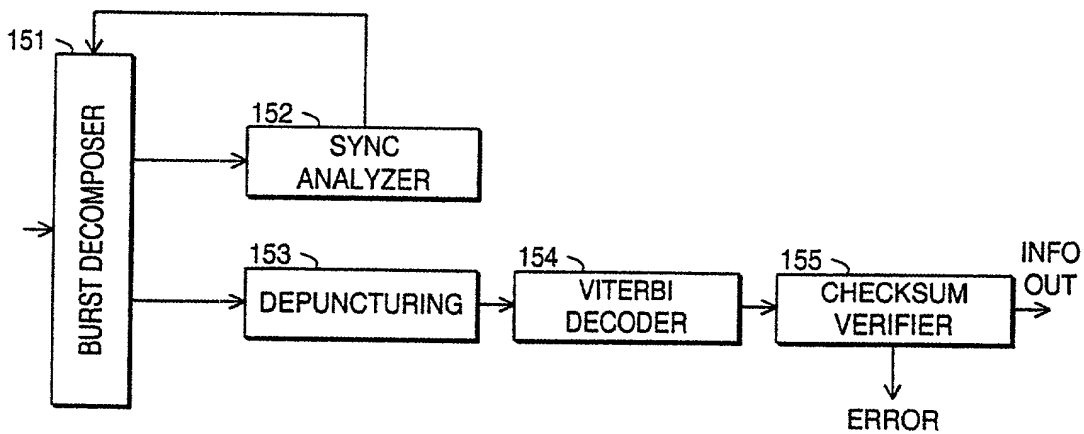 151
BURST DECOMPOSER
152
SYNC
ANALYZER
153
DEPUNCTURING
154
VITERBI
DECODER
155
CHECKSUM
VERIFIER
INFO
OUT
ERROR